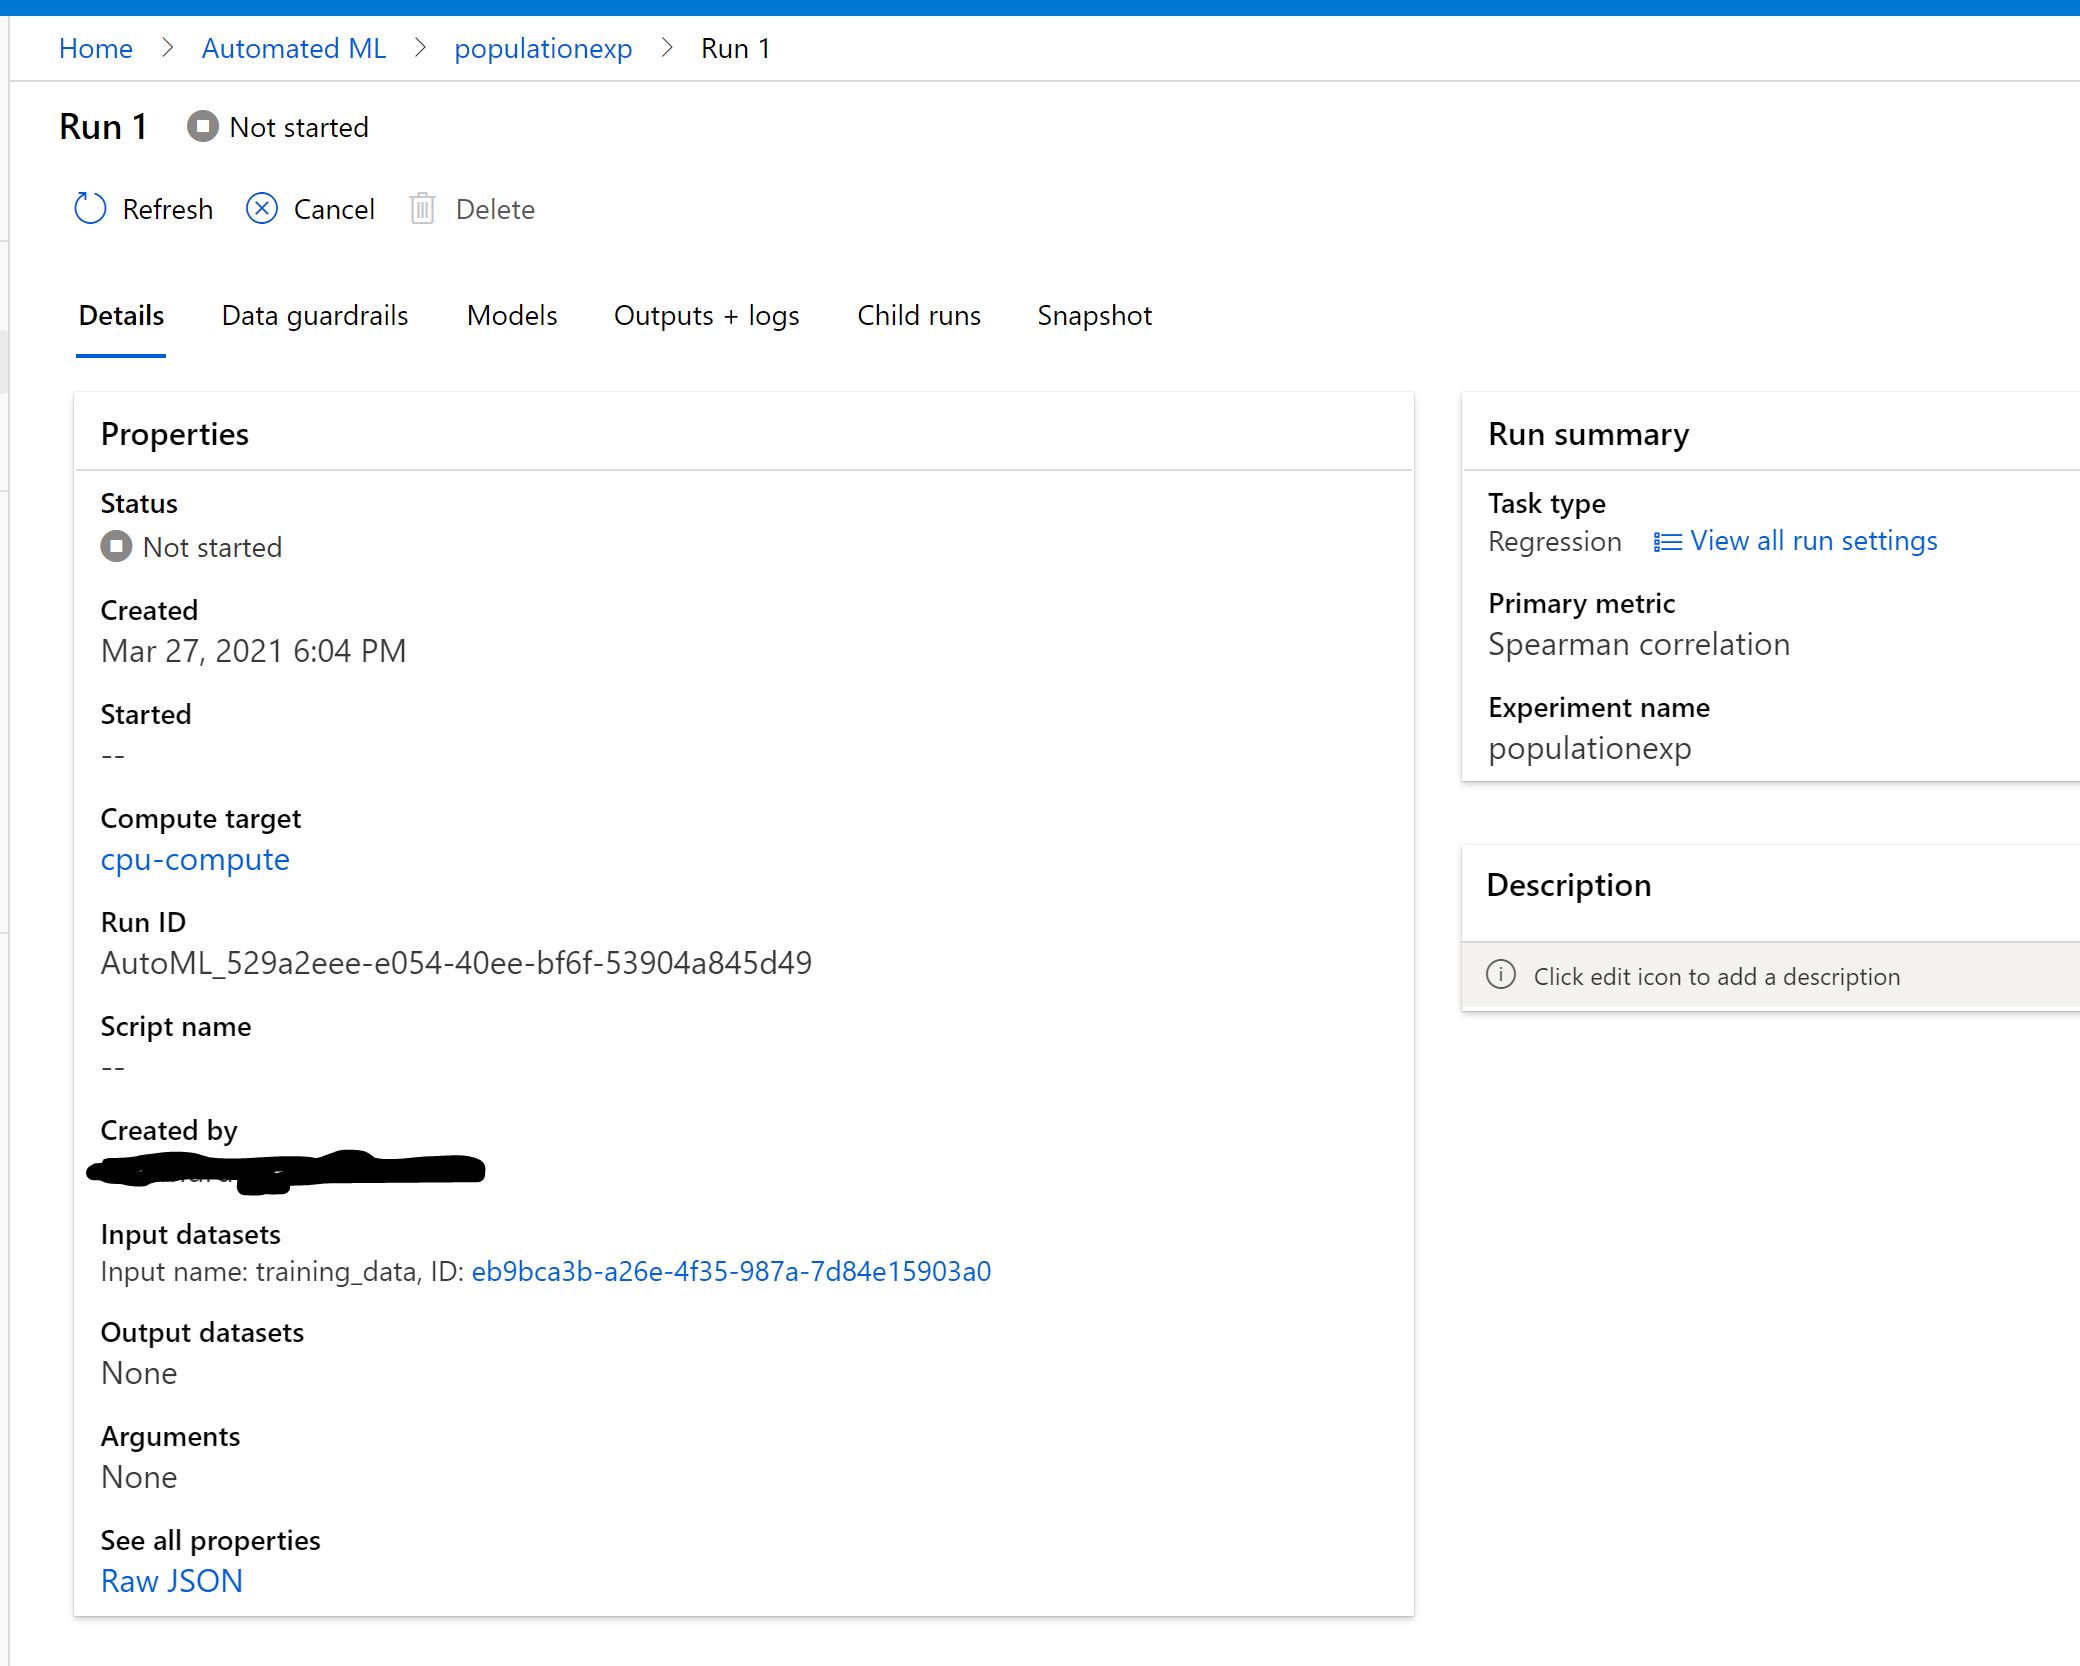 Home > Automated ML > populationexp > Run 1
Run 1 Not started
Refresh Cancel Delete
Details Data guardrails Models Outputs + logs Child runs Snapshot
Properties
Status
Not started
Created
Mar 27, 2021 6:04 PM
Started
--
Compute target
cpu-compute
Run ID
AutoML_529a2eee-e054-40ee-bf6f-53904a845d49
Script name
--
Created by
Input datasets
Input name: training_data, ID: eb9bca3b-a26e-4f35-987a-7d84e15903a0
Output datasets
None
Arguments
None
See all properties
Raw JSON
Run summary
Task type
Regression View all run settings
Primary metric
Spearman correlation
Experiment name
populationexp
Description
Click edit icon to add a description